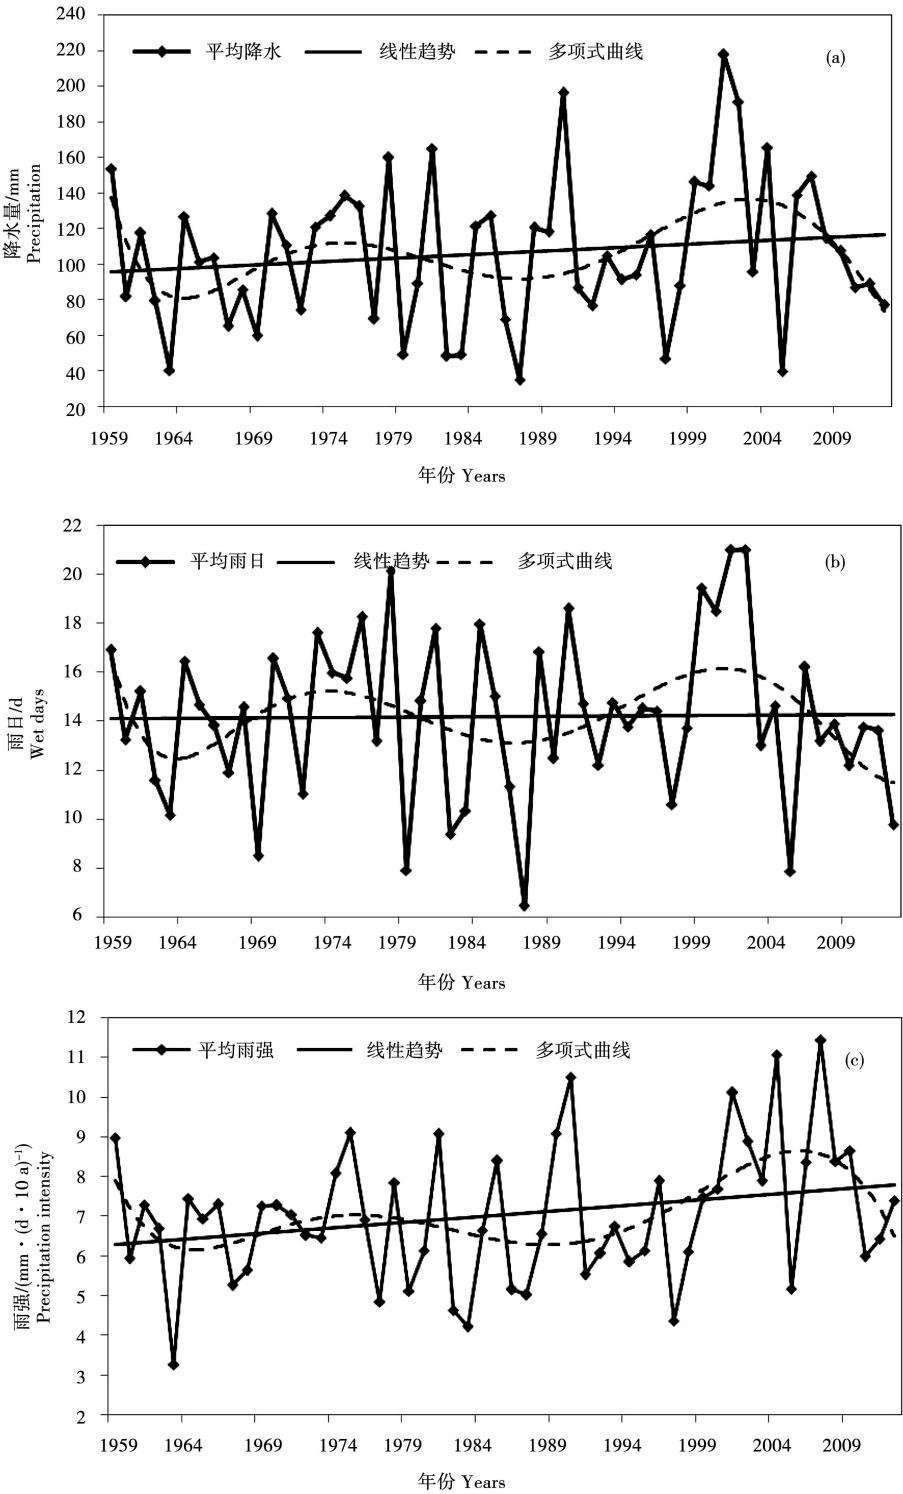 平均降水 线性趋势 多项式曲线 (a)
240
220
200
180
160
140
120
100
80
60
40
20
降水量/mm
Precipitation
1959 1964 1969 1974 1979 1984 1989 1994 1999 2004 2009
年份 Years
平均雨日 线性趋势 多项式曲线 (b)
22
20
18
16
14
12
10
8
6
雨日/d
Wet days
1959 1964 1969 1974 1979 1984 1989 1994 1999 2004 2009
年份 Years
平均雨强 线性趋势 多项式曲线 (c)
12
11
10
9
8
7
6
5
4
3
2
雨强/(mm·(d·10 a)⁻¹)
Precipitation intensity
1959 1964 1969 1974 1979 1984 1989 1994 1999 2004 2009
年份 Years